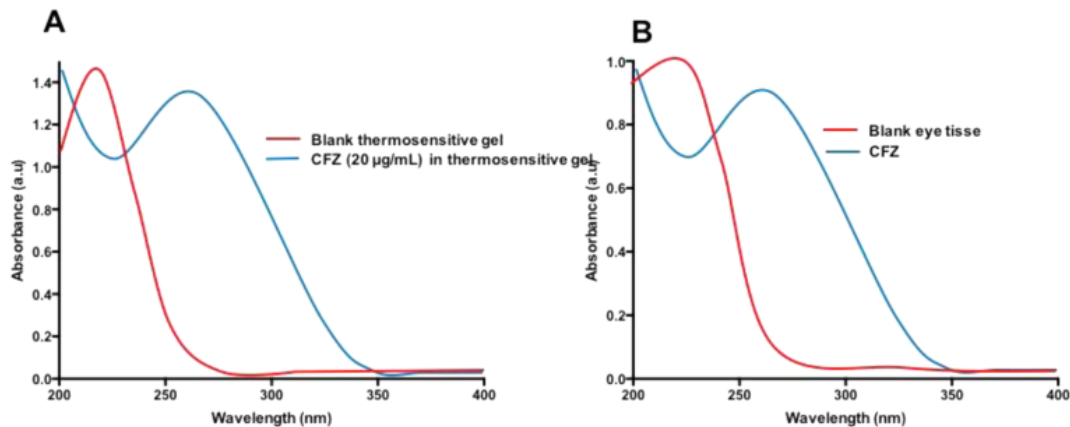 A
1.4
1.2
1.0
0.8
0.6
0.4
0.2
0.0
Absorbance (a.u)
200
250
300
350
400
Wavelength (nm)
Blank thermosensitive gel
CFZ (20 µg/mL) in thermosensitive gel
B
1.0
0.8
0.6
0.4
0.2
0.0
Absorbance (a.u)
200
250
300
350
400
Wavelength (nm)
Blank eye tisse
CFZ